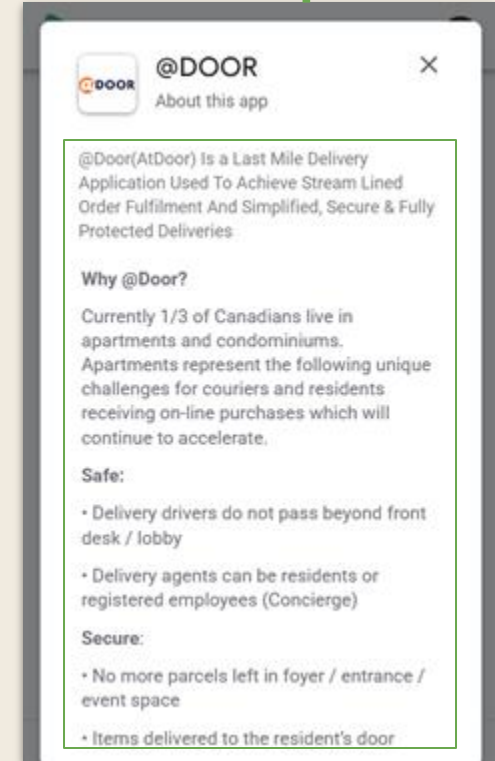 @DOOR
@DOOR
About this app
@Door(AtDoor) Is a Last Mile Delivery
Application Used To Achieve Stream Lined
Order Fulfilment And Simplified, Secure & Fully
Protected Deliveries
Why @Door?
Currently 1/3 of Canadians live in
apartments and condominiums.
Apartments represent the following unique
challenges for couriers and residents
receiving on-line purchases which will
continue to accelerate.
Safe:
• Delivery drivers do not pass beyond front
desk / lobby
• Delivery agents can be residents or
registered employees (Concierge)
Secure:
• No more parcels left in foyer / entrance /
event space
• Items delivered to the resident's door